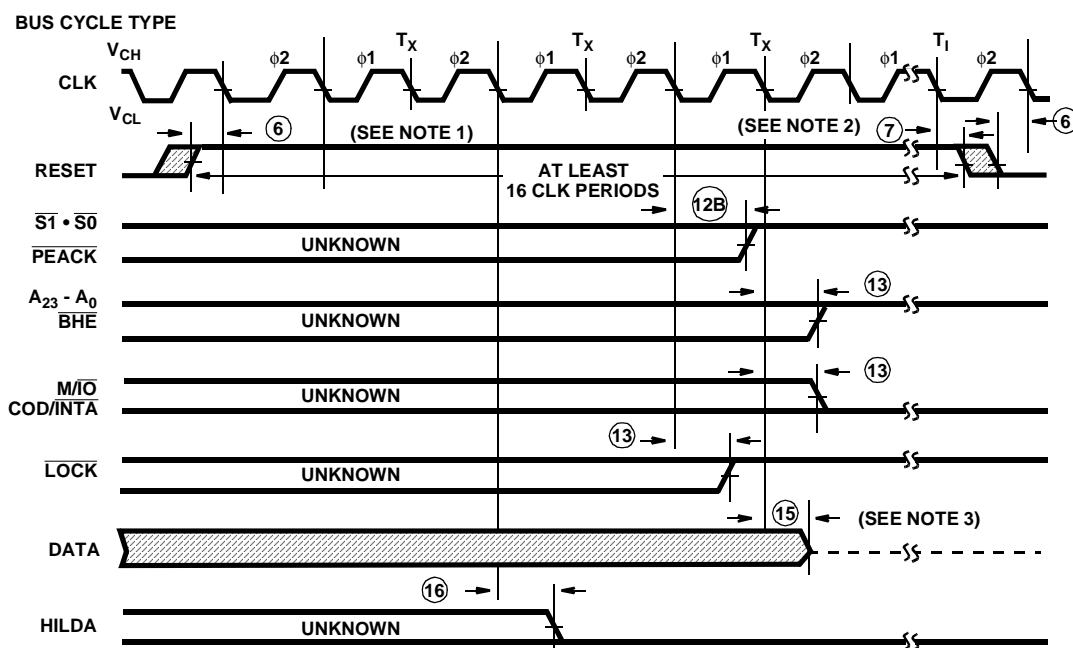 BUS CYCLE TYPE
V_CH
CLK
V_CL
ϕ2 ϕ1 T_X ϕ2 ϕ1 T_X ϕ2 ϕ1 T_X ϕ2 ϕ1 T_I ϕ2
6 (SEE NOTE 1) (SEE NOTE 2) 7 6
RESET
AT LEAST
16 CLK PERIODS
S1 • S0
12B
UNKNOWN
PEACK
A23 - A0
BHE
13
UNKNOWN
M/IO
COD/INTA
13
UNKNOWN
13
LOCK
UNKNOWN
15 (SEE NOTE 3)
DATA
16
HILDA
UNKNOWN